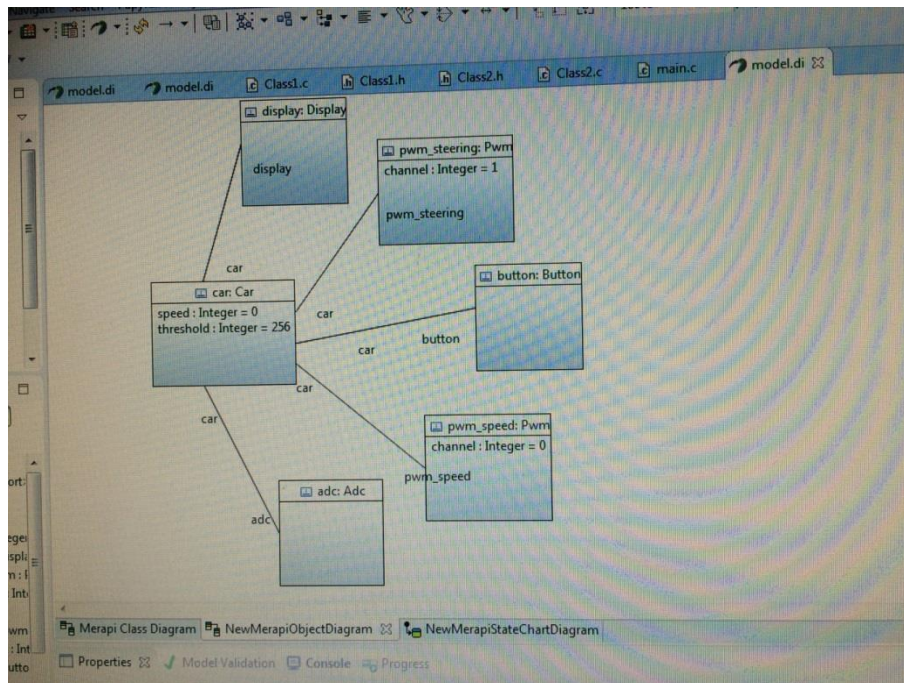 model.di
model.di
Class1.c
Class1.h
Class2.h
Class2.c
main.c
model.di
display: Display
display
pwm_steering: Pwm
channel : Integer = 1
pwm_steering
car
car: Car
speed : Integer = 0
threshold : Integer = 256
car
button: Button
button
car
car
car
pwm_speed: Pwm
channel : Integer = 0
pwm_speed
adc: Adc
adc
Merapi Class Diagram
NewMerapiObjectDiagram
NewMerapiStateChartDiagram
Properties
Model Validation
Console
Progress